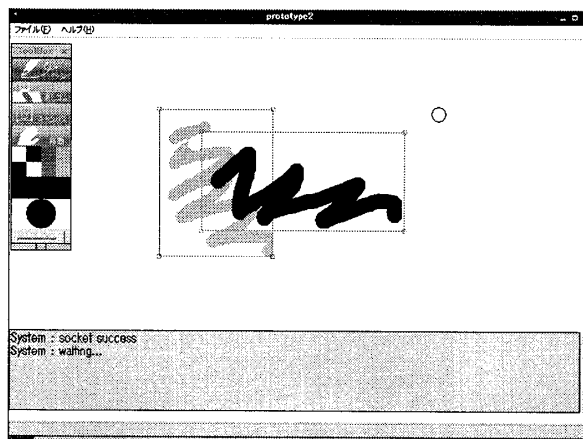 prototype2
ファイル(F) ヘルプ(H)
System : socket success
System : waiting...